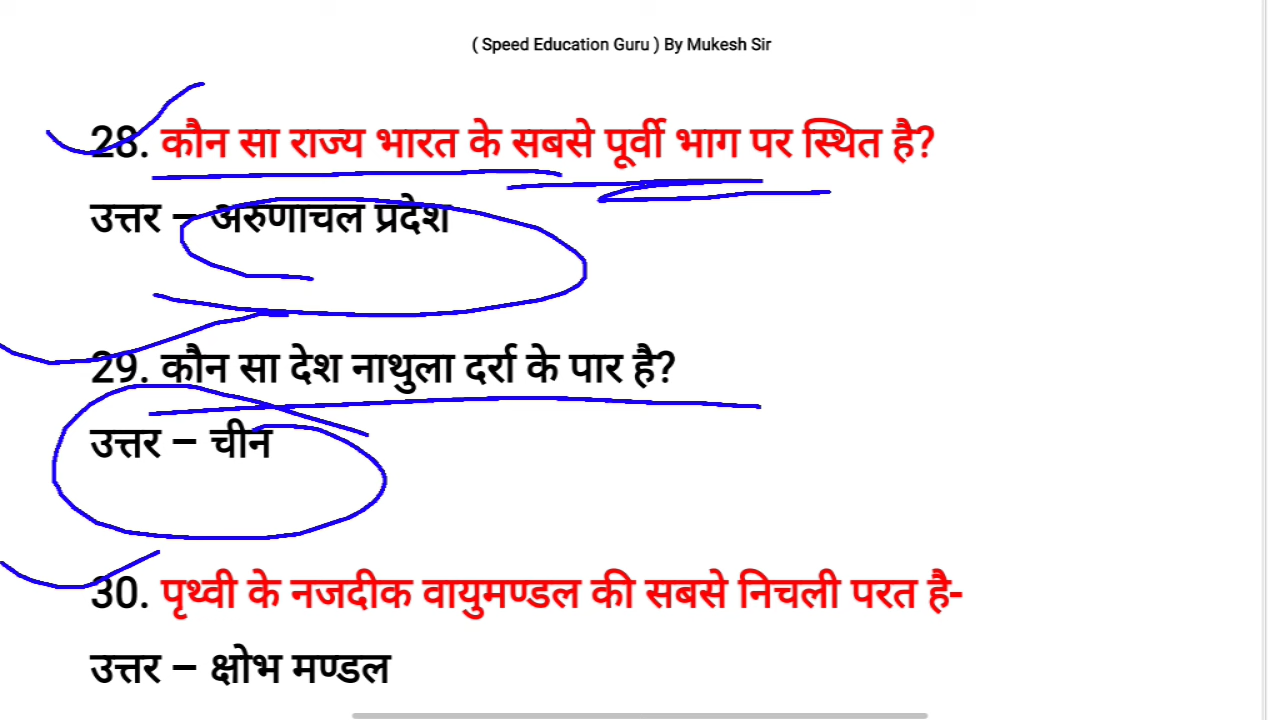 ( Speed Education Guru ) By Mukesh Sir
28. कौन सा राज्य भारत के सबसे पूर्वी भाग पर स्थित है?
उत्तर – अरुणाचल प्रदेश
29. कौन सा देश नाथुला दर्रा के पार है?
उत्तर – चीन
30. पृथ्वी के नजदीक वायुमण्डल की सबसे निचली परत है-
उत्तर – क्षोभ मण्डल